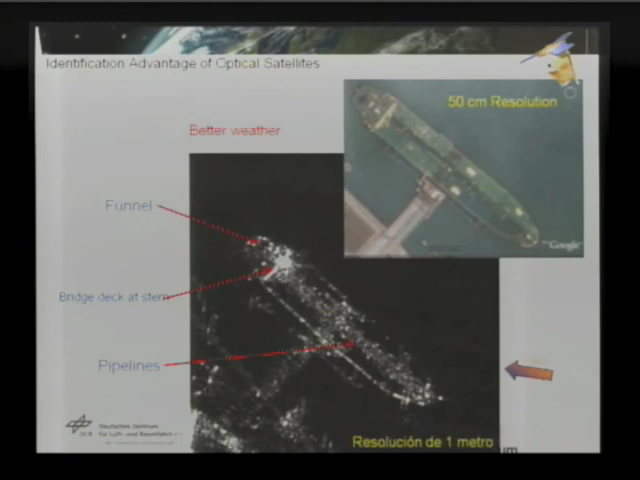 Identification Advantage of Optical Satellites
50 cm Resolution
Better weather
Funnel
Google
Bridge deck at stern
Pipelines
DLR
Deutsches Zentrum
für Luft- und Raumfahrt
Resolución de 1 metro